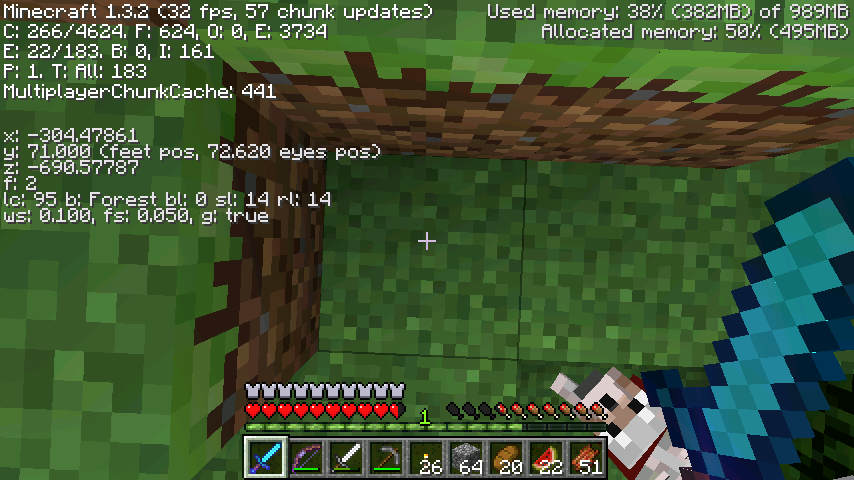 Minecraft 1.3.2 (32 fps, 57 chunk updates)
C: 266/4624, F: 624, O: 0, E: 3734
E: 22/183. B: 0, I: 161
P: 1. T: All: 183
MultiplayerChunkCache: 441
x: -304.47861
y: 71.000 (feet pos, 72.620 eyes pos)
z: -690.57787
f: 2
lc: 95 b: Forest bl: 0 sl: 14 rl: 14
ws: 0.100, fs: 0.050, g: true
Used memory: 38% (382MB) of 989MB
Allocated memory: 50% (495MB)
1
26 64 20 22 51